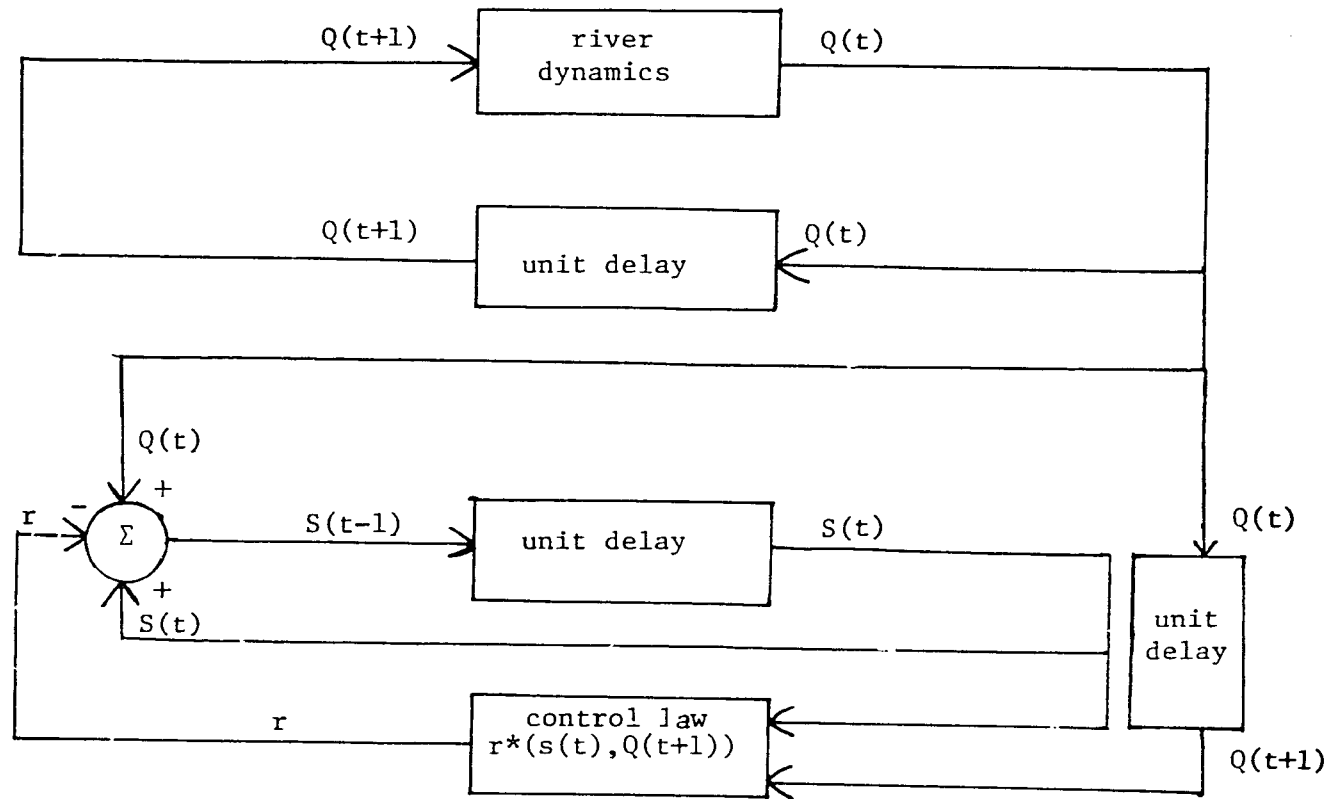 Q(t+1)
river
dynamics
Q(t)
Q(t+1)
unit delay
Q(t)
Q(t)
+
-
r
Σ
S(t-1)
unit delay
S(t)
Q(t)
+
S(t)
unit
delay
r
control law
r*(s(t),Q(t+1))
Q(t+1)